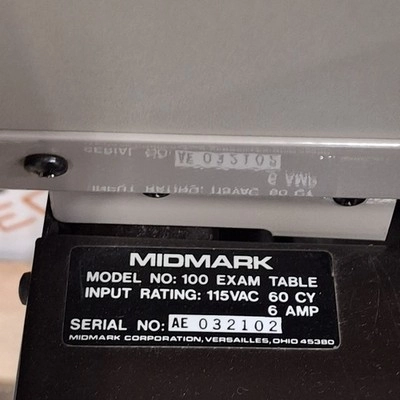 MIDMARK
MODEL NO: 100 EXAM TABLE
INPUT RATING: 115VAC 60 CY
6 AMP
SERIAL NO: AE 032102
MIDMARK CORPORATION, VERSAILLES, OHIO 45380